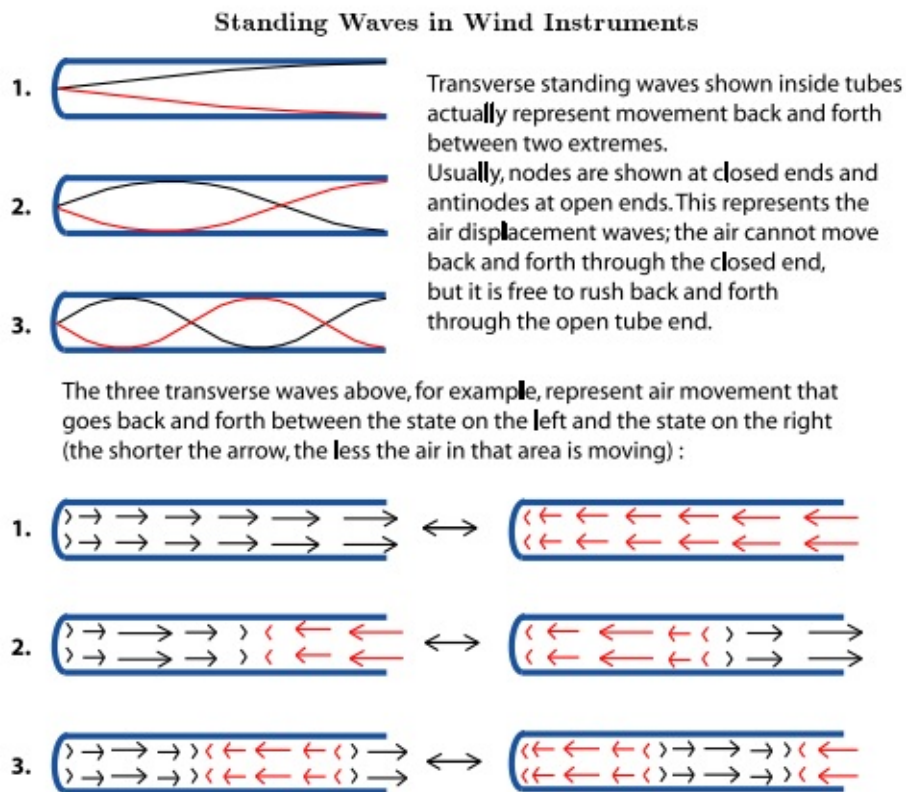 Standing Waves in Wind Instruments
1.
Transverse standing waves shown inside tubes
actually represent movement back and forth
between two extremes.
Usually, nodes are shown at closed ends and
antinodes at open ends. This represents the
2.
air displacement waves; the air cannot move
back and forth through the closed end,
but it is free to rush back and forth
through the open tube end.
3.
The three transverse waves above, for example, represent air movement that
goes back and forth between the state on the left and the state on the right
(the shorter the arrow, the less the air in that area is moving) :
1.
2.
3.